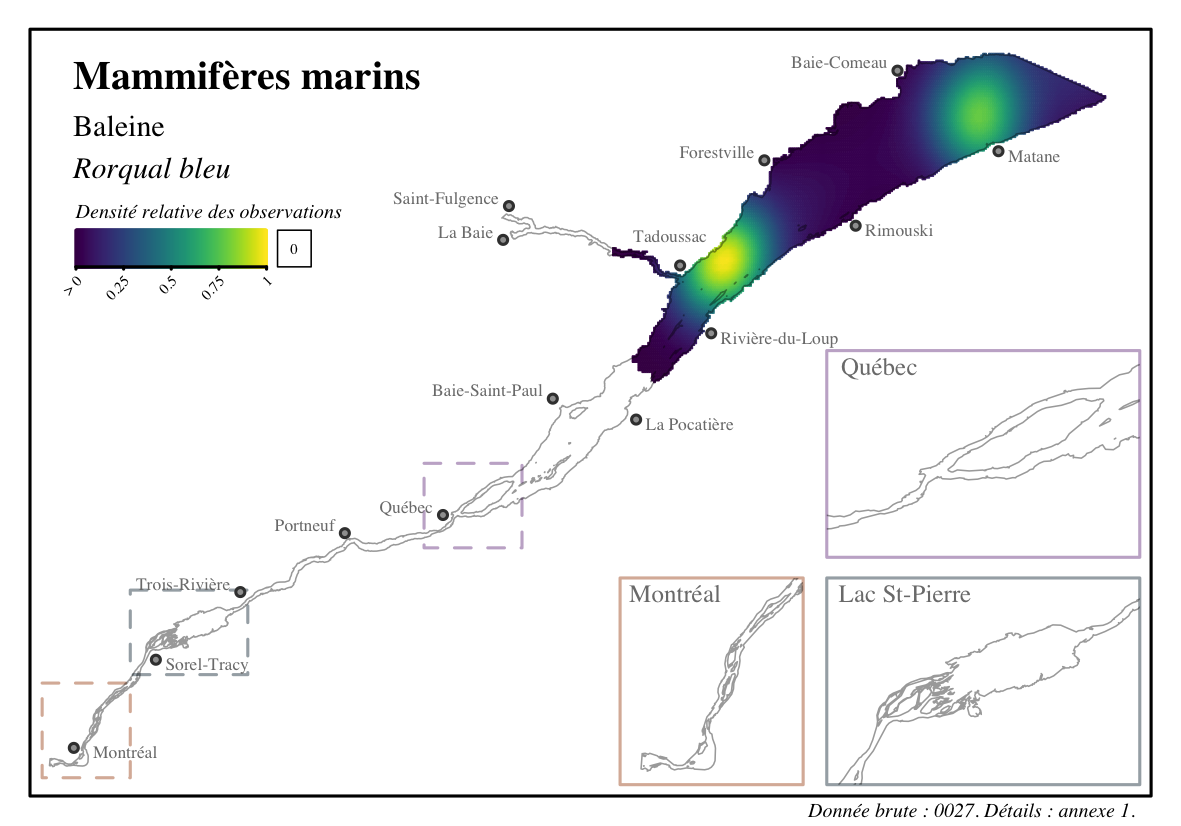 Mammifères marins
Baleine
Rorqual bleu
Densité relative des observations
> 0
0.25
0.5
0.75
1
0
Baie-Comeau
Matane
Forestville
Saint-Fulgence
La Baie
Tadoussac
Rimouski
Rivière-du-Loup
Baie-Saint-Paul
La Pocatière
Québec
Portneuf
Trois-Rivière
Sorel-Tracy
Montréal
Québec
Montréal
Lac St-Pierre
Donnée brute : 0027. Détails : annexe 1.